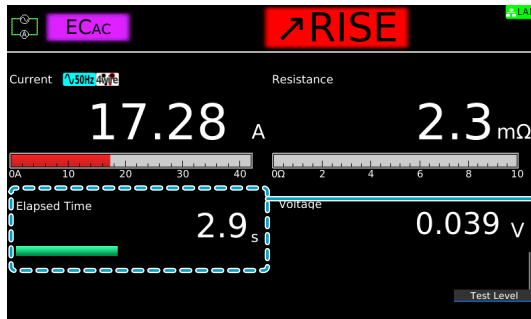 ECAC
↗RISE
LAN
Current 50Hz 4wire
Resistance
17.28 A
2.3 mΩ
0A 10 20 30 40
0Ω 2 4 6 8 10
Elapsed Time
Voltage
2.9 s
0.039 V
Test Level